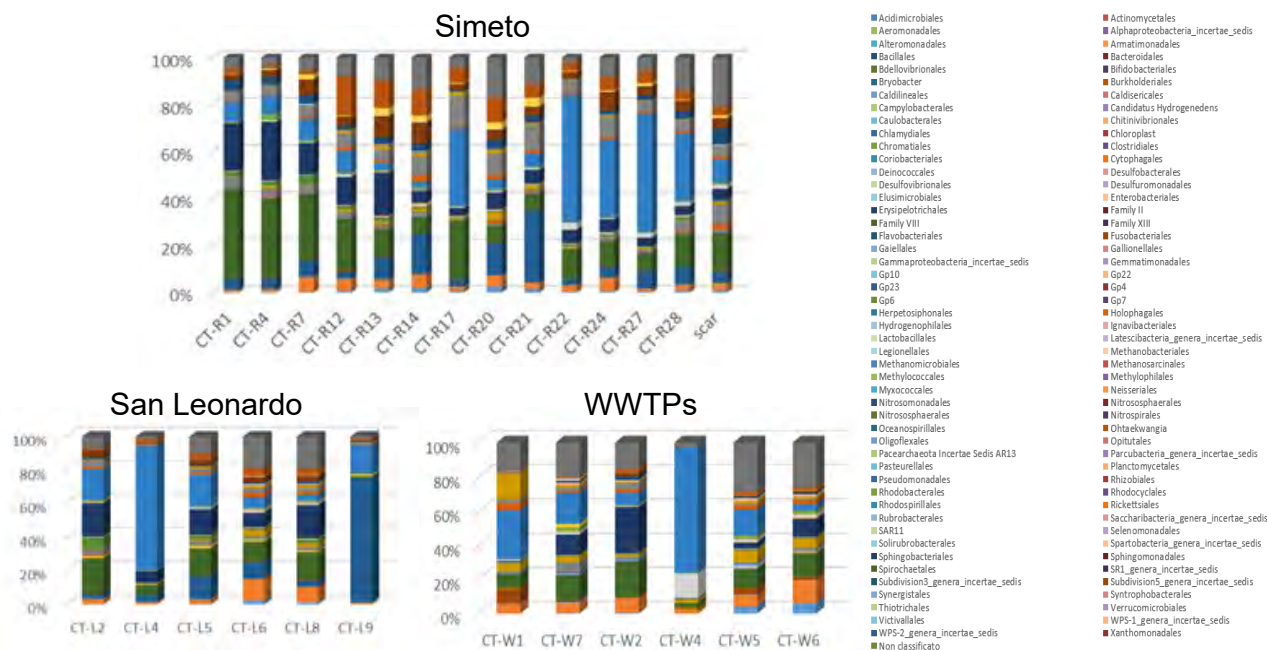 Simeto
100%
80%
60%
40%
20%
0%
CT-R1 CT-R4 CT-R7 CT-R12 CT-R13 CT-R14 CT-R17 CT-R20 CT-R21 CT-R22 CT-R24 CT-R27 CT-R28 scar
San Leonardo
100%
80%
60%
40%
20%
0%
CT-L2 CT-L4 CT-L5 CT-L6 CT-L8 CT-L9
WWTPs
100%
80%
60%
40%
20%
0%
CT-W1 CT-W7 CT-W2 CT-W4 CT-W5 CT-W6
Acidimicrobiales Actinomycetales
Aeromonadales Alphaproteobacteria_incertae_sedis
Alteromonadales Armatimonadales
Bacillales Bacteroidales
Bdellovibrionales Bifidobacteriales
Bryobacter Burkholderiales
Caldilineales Caldisericales
Campylobacterales Candidatus Hydrogenedens
Caulobacterales Chitinivibrionales
Chlamydiales Chloroplast
Chromatiales Clostridiales
Coriobacteriales Cytophagales
Deinococcales Desulfobacterales
Desulfovibrionales Desulfuromonadales
Elusimicrobiales Enterobacteriales
Erysipelotrichales Family II
Family VIII Family XIII
Flavobacteriales Fusobacteriales
Gaiellales Gallionellales
Gammaproteobacteria_incertae_sedis Gemmatimonadales
Gp10 Gp22
Gp23 Gp4
Gp6 Gp7
Herpetosiphonales Holophagales
Hydrogenophilales Ignavibacteriales
Lactobacillales Latescibacteria_genera_incertae_sedis
Legionellales Methanobacteriales
Methanomicrobiales Methanosarcinales
Methylococcales Methylophilales
Myxococcales Neisseriales
Nitrosomonadales Nitrososphaerales
Nitrososphaerales Nitrospirales
Oceanospirillales Ohtaekwangia
Oligoflexales Opitutales
Pacearchaeota Incertae Sedis AR13 Parcubacteria_genera_incertae_sedis
Pasteurellales Planctomycetales
Pseudomonadales Rhizobiales
Rhodobacterales Rhodocyclales
Rhodospirillales Rickettsiales
Rubrobacterales Saccharibacteria_genera_incertae_sedis
SAR11 Selenomonadales
Solirubrobacterales Spartobacteria_genera_incertae_sedis
Sphingobacteriales Sphingomonadales
Spirochaetales SR1_genera_incertae_sedis
Subdivision3_genera_incertae_sedis Subdivision5_genera_incertae_sedis
Synergistales Syntrophobacterales
Thiotrichales Verrucomicrobiales
Victivallales WPS-1_genera_incertae_sedis
WPS-2_genera_incertae_sedis Xanthomonadales
Non classificato